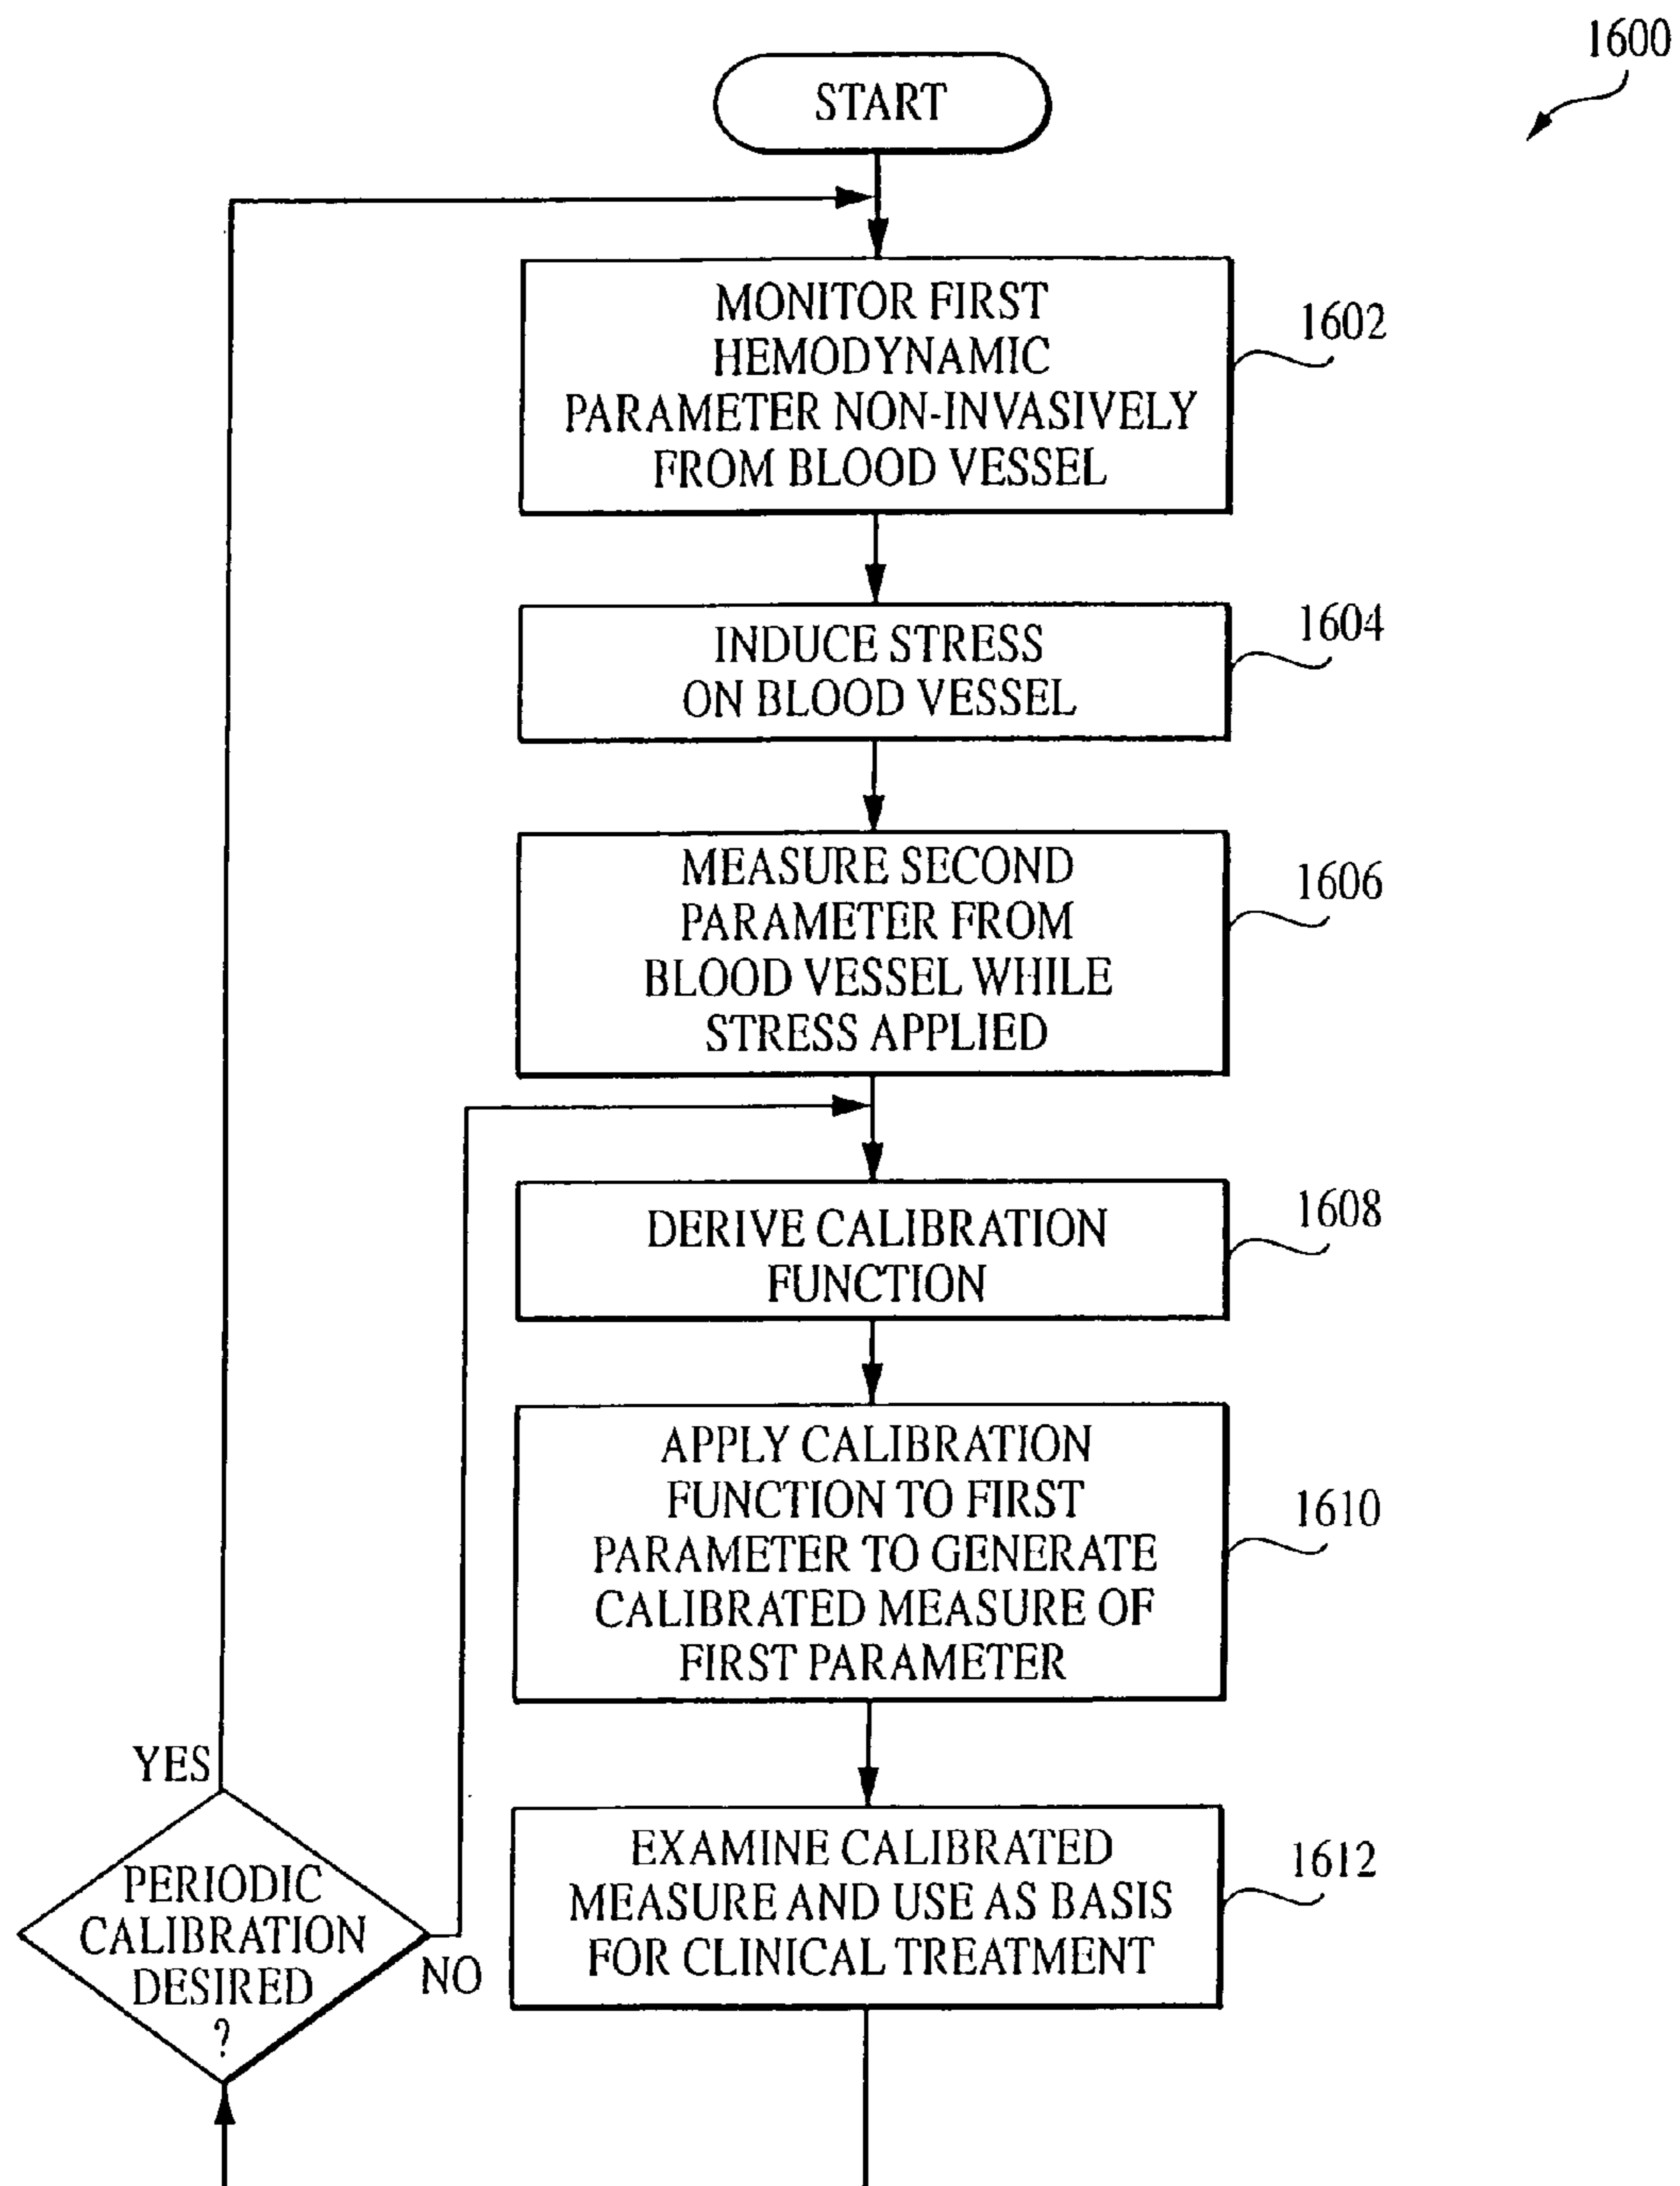 1600
START
MONITOR FIRST
HEMODYNAMIC
PARAMETER NON-INVASIVELY
FROM BLOOD VESSEL
1602
INDUCE STRESS
ON BLOOD VESSEL
1604
MEASURE SECOND
PARAMETER FROM
BLOOD VESSEL WHILE
STRESS APPLIED
1606
DERIVE CALIBRATION
FUNCTION
1608
APPLY CALIBRATION
FUNCTION TO FIRST
PARAMETER TO GENERATE
CALIBRATED MEASURE OF
FIRST PARAMETER
1610
EXAMINE CALIBRATED
MEASURE AND USE AS BASIS
FOR CLINICAL TREATMENT
1612
YES
PERIODIC
CALIBRATION
DESIRED
?
NO